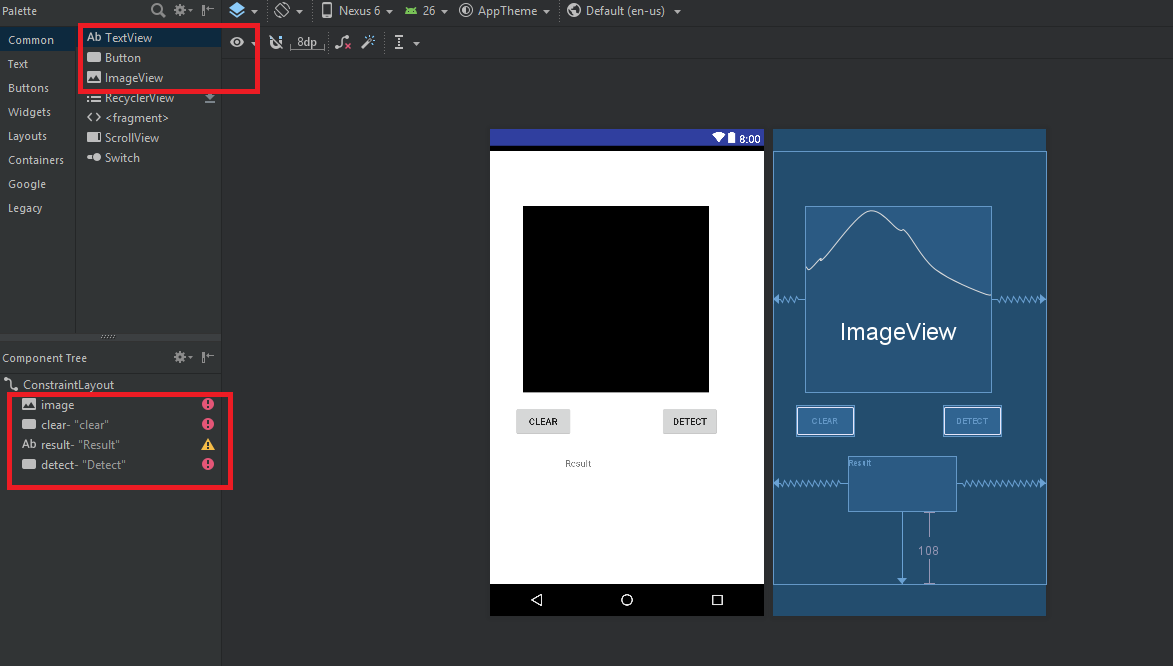 Palette
Nexus 6
26
AppTheme
Default (en-us)
Common
Text
Buttons
Widgets
Layouts
Containers
Google
Legacy
Ab TextView
Button
ImageView
RecyclerView
<fragment>
ScrollView
Switch
8dp
Component Tree
ConstraintLayout
image
clear- "clear"
Ab result- "Result"
detect- "Detect"
8:00
CLEAR
DETECT
Result
ImageView
CLEAR
DETECT
Result
108